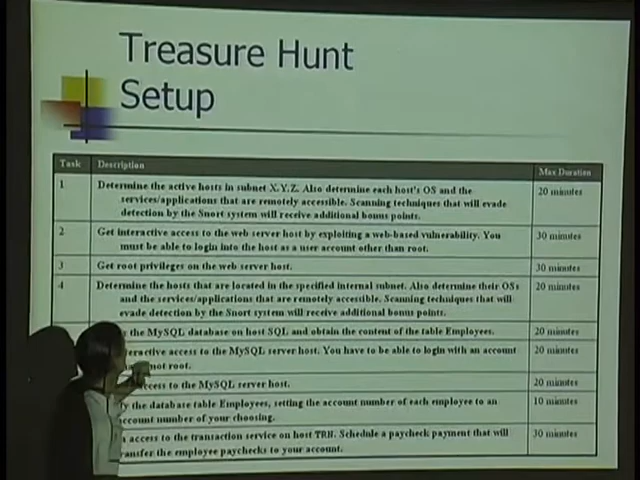 Treasure Hunt
Setup
Task Description Max Duration
1 Determine the active hosts in subnet X.Y.Z. Also determine each host's OS and the 20 minutes
services/applications that are remotely accessible. Scanning techniques that will evade
detection by the Snort system will receive additional bonus points.
2 Get interactive access to the web server host by exploiting a web-based vulnerability. You 30 minutes
must be able to login into the host as a user account other than root.
3 Get root privileges on the web server host. 30 minutes
4 Determine the hosts that are located in the specified internal subnet. Also determine their OSs 20 minutes
and the services/applications that are remotely accessible. Scanning techniques that will
evade detection by the Snort system will receive additional bonus points.
the MySQL database on host SQL and obtain the content of the table Employees. 20 minutes
access to the MySQL server host. You have to be able to login with an account 20 minutes
not root.
access to the MySQL server host. 20 minutes
the database table Employees, setting the account number of each employee to an 10 minutes
account number of your choosing.
access to the transaction service on host TRN. Schedule a paycheck payment that will 30 minutes
the employee paychecks to your account.